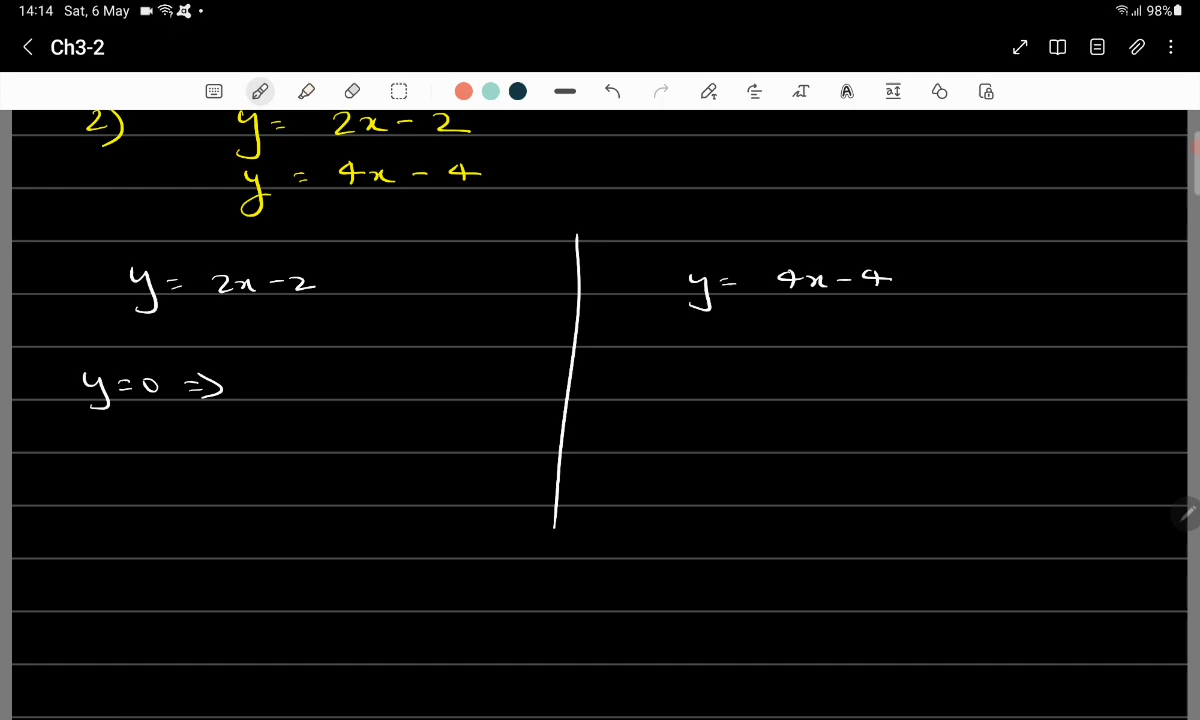 14:14 Sat, 6 May 98%
Ch3-2
2) y = 2x - 2
y = 4x - 4
y = 2x - 2
y = 4x - 4
y = 0 =>